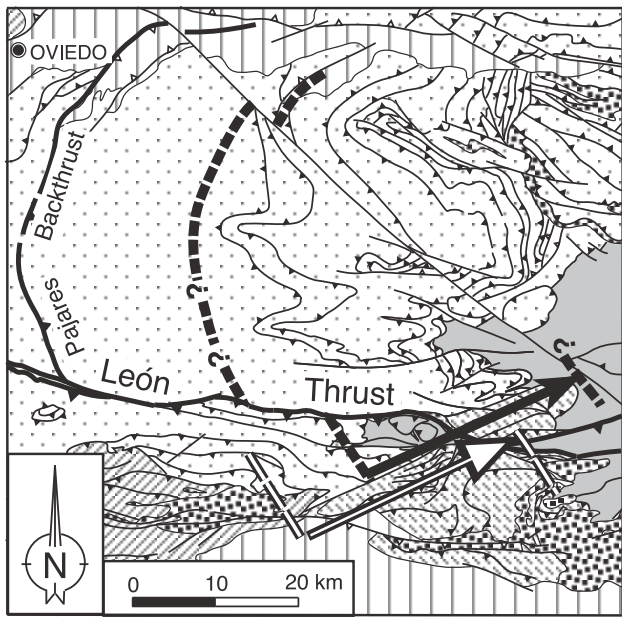 OVIEDO
Backthrust
Pajares
?
?
?
León
Thrust
N
0 10 20 km